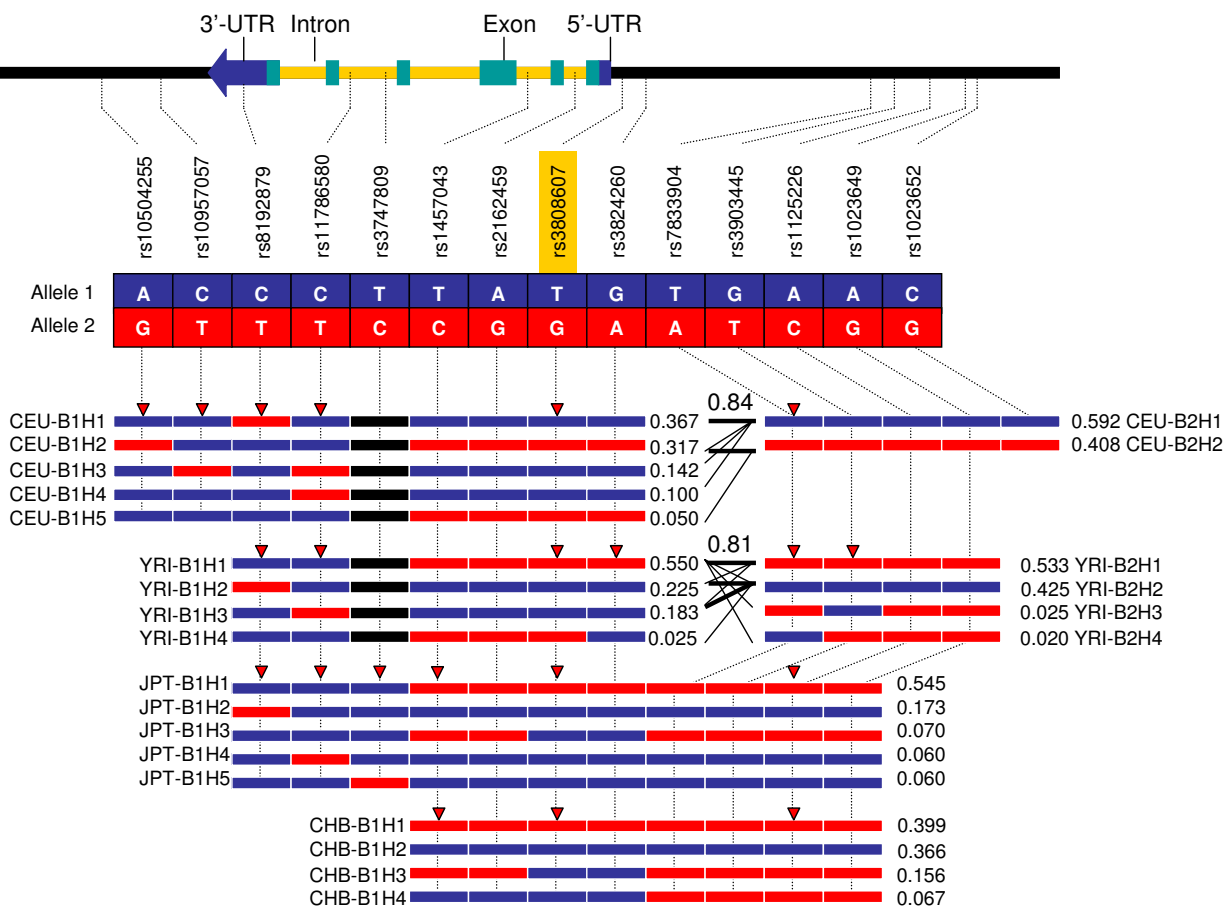 3'-UTR Intron Exon 5'-UTR
rs10504255 rs10957057 rs8192879 rs11786580 rs3747809 rs1457043 rs2162459 rs3808607 rs3824260 rs7833904 rs3903445 rs1125226 rs1023649 rs1023652
Allele 1 A C C C T T A T G T G A A C
Allele 2 G T T T C C G G A A T C G G
CEU-B1H1 0.367 0.84 0.592 CEU-B2H1
CEU-B1H2 0.317 0.408 CEU-B2H2
CEU-B1H3 0.142
CEU-B1H4 0.100
CEU-B1H5 0.050
YRI-B1H1 0.550 0.81 0.533 YRI-B2H1
YRI-B1H2 0.225 0.425 YRI-B2H2
YRI-B1H3 0.183 0.025 YRI-B2H3
YRI-B1H4 0.025 0.020 YRI-B2H4
JPT-B1H1 0.545
JPT-B1H2 0.173
JPT-B1H3 0.070
JPT-B1H4 0.060
JPT-B1H5 0.060
CHB-B1H1 0.399
CHB-B1H2 0.366
CHB-B1H3 0.156
CHB-B1H4 0.067